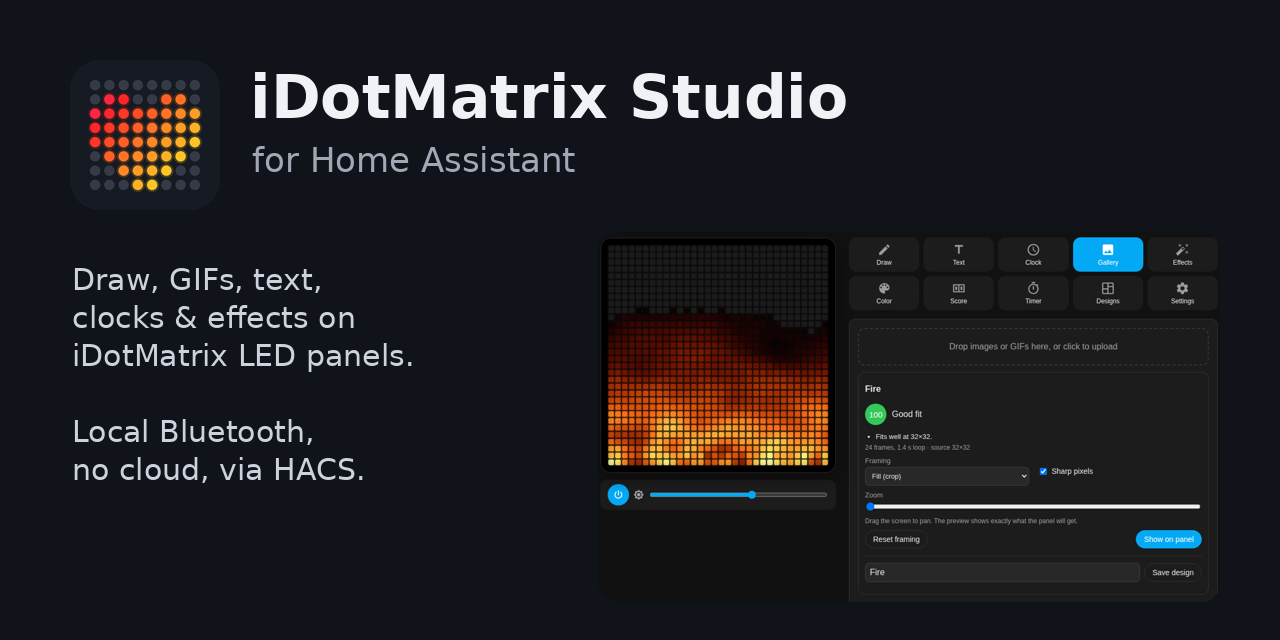 iDotMatrix Studio
for Home Assistant
Draw, GIFs, text,
clocks & effects on
iDotMatrix LED panels.
Local Bluetooth,
no cloud, via HACS.
Draw
Text
Clock
Gallery
Effects
Color
Score
Timer
Designs
Settings
Drop images or GIFs here, or click to upload
Fire
100 Good fit
• Fits well at 32×32.
24 frames, 1.4 s loop · source 32×32
Framing
Fill (crop)
Sharp pixels
Zoom
Drag the screen to pan. The preview shows exactly what the panel will get.
Reset framing
Show on panel
Fire
Save design